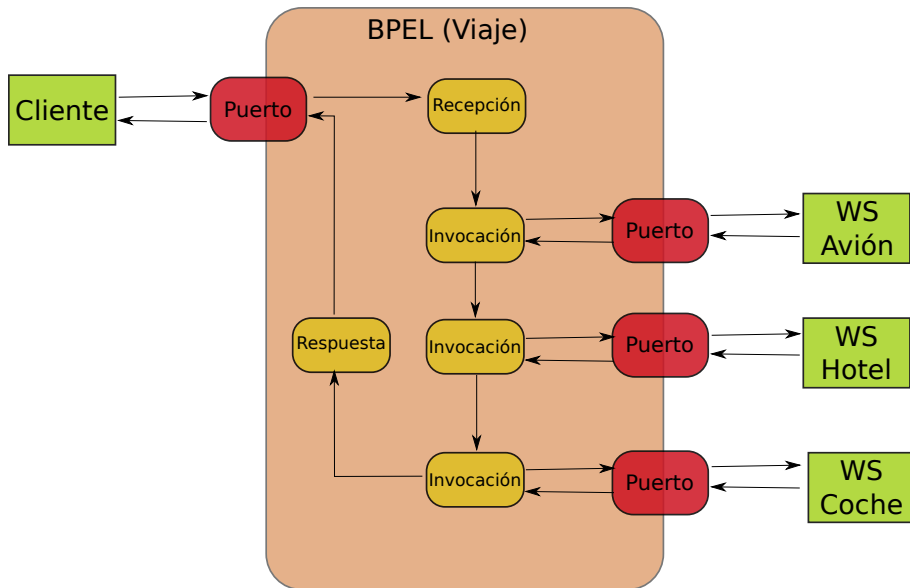 BPEL (Viaje)
Cliente
Puerto
Recepción
Invocación
Puerto
WS
Avión
Respuesta
Invocación
Puerto
WS
Hotel
Invocación
Puerto
WS
Coche